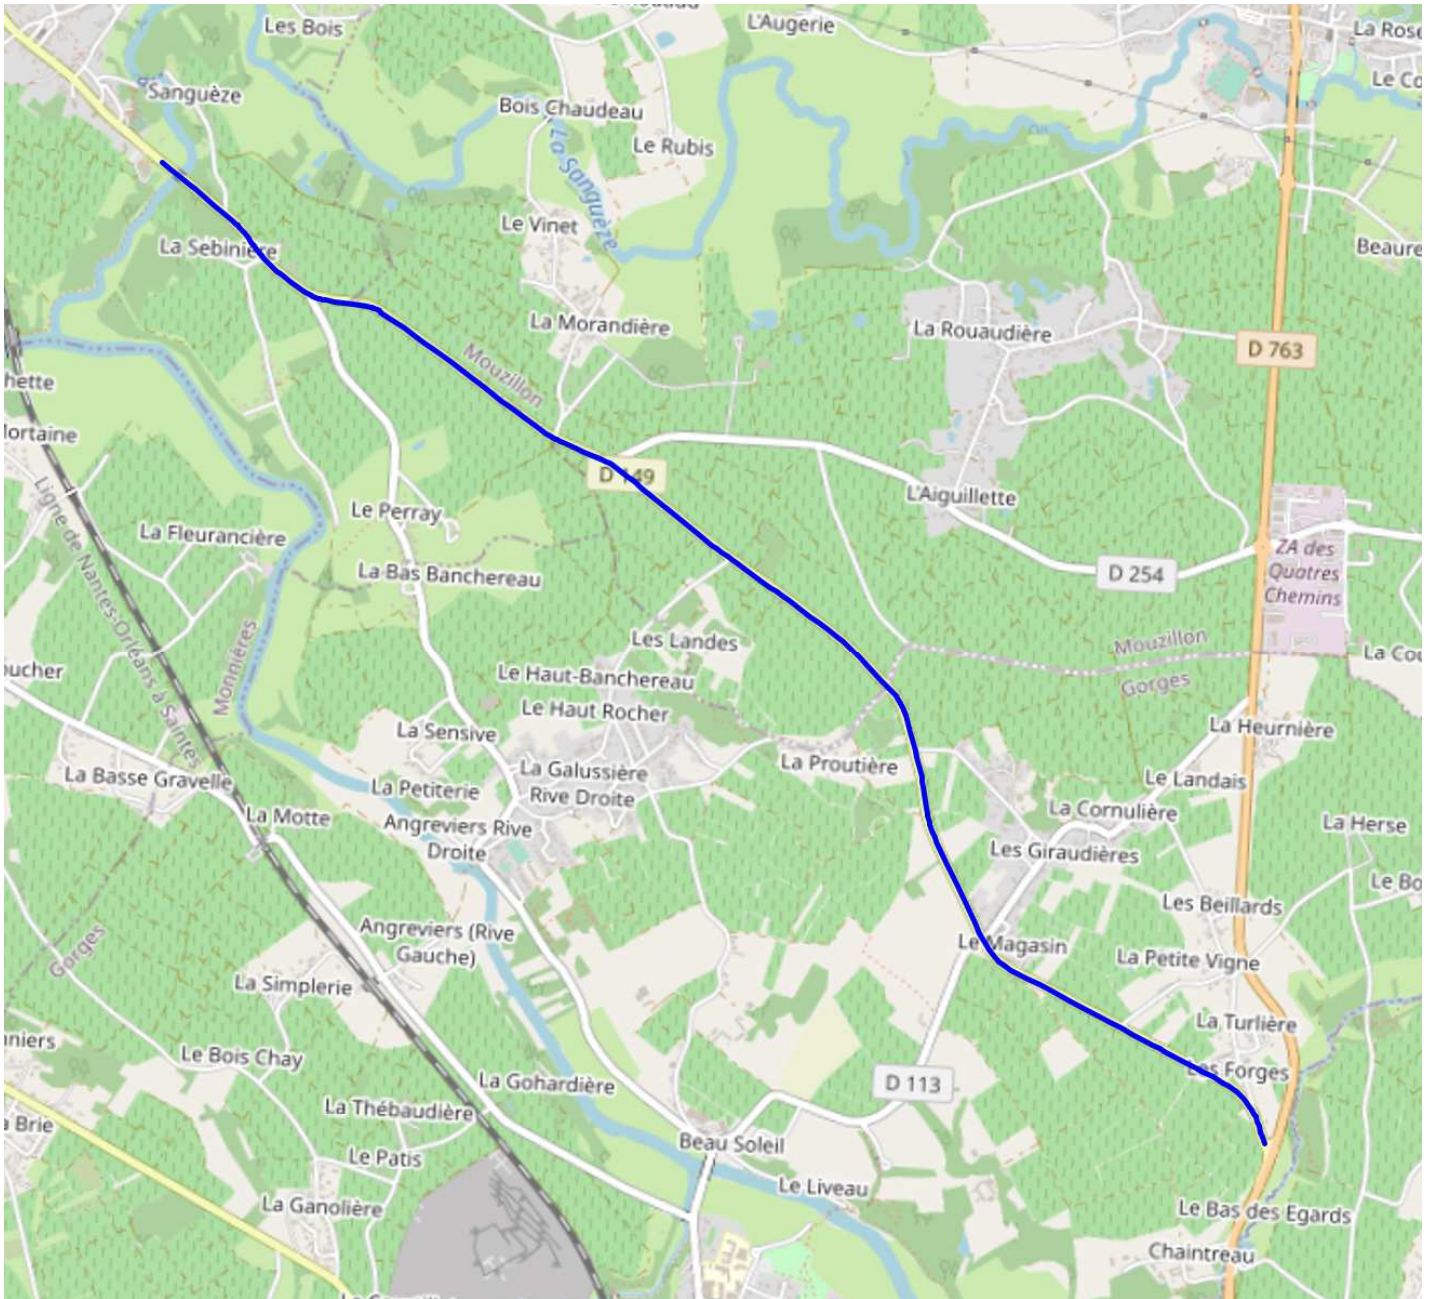 Les Bois
L'Augerie
La Rose
Sanguèze
Le Co
Bois Chaudeau
La Sanguèze
Le Rubis
Le Vinet
La Sébinière
Beaure
La Morandière
La Rouaudière
D 763
Mouzillon
hette
ortaine
D 149
L'Aiguillette
Le Perray
Ligne de Nantes-Orléans à Saintes
La Fleurancière
ZA des
Quatres
Chemins
D 254
La Bas Banchereau
Monnières
Les Landes
Mouzillon
La Cou
oucher
Le Haut-Banchereau
Gorges
Le Haut Rocher
La Sensive
La Heurnière
La Proutière
La Galussière
Rive Droite
La Basse Gravelle
La Petiterie
Le Landais
La Cornulière
La Motte
Angreviers Rive
Droite
La Herse
Les Giraudières
Le Bo
Les Beillards
Angreviers (Rive
Gauche)
Gorges
Le Magasin
La Petite Vigne
La Simplerie
La Turlière
nniers
Le Bois Chay
Les Forges
La Gohardière
D 113
La Thébaudière
a Brie
Beau Soleil
Le Patis
Le Liveau
La Ganolière
Le Bas des Egards
Chaintreau